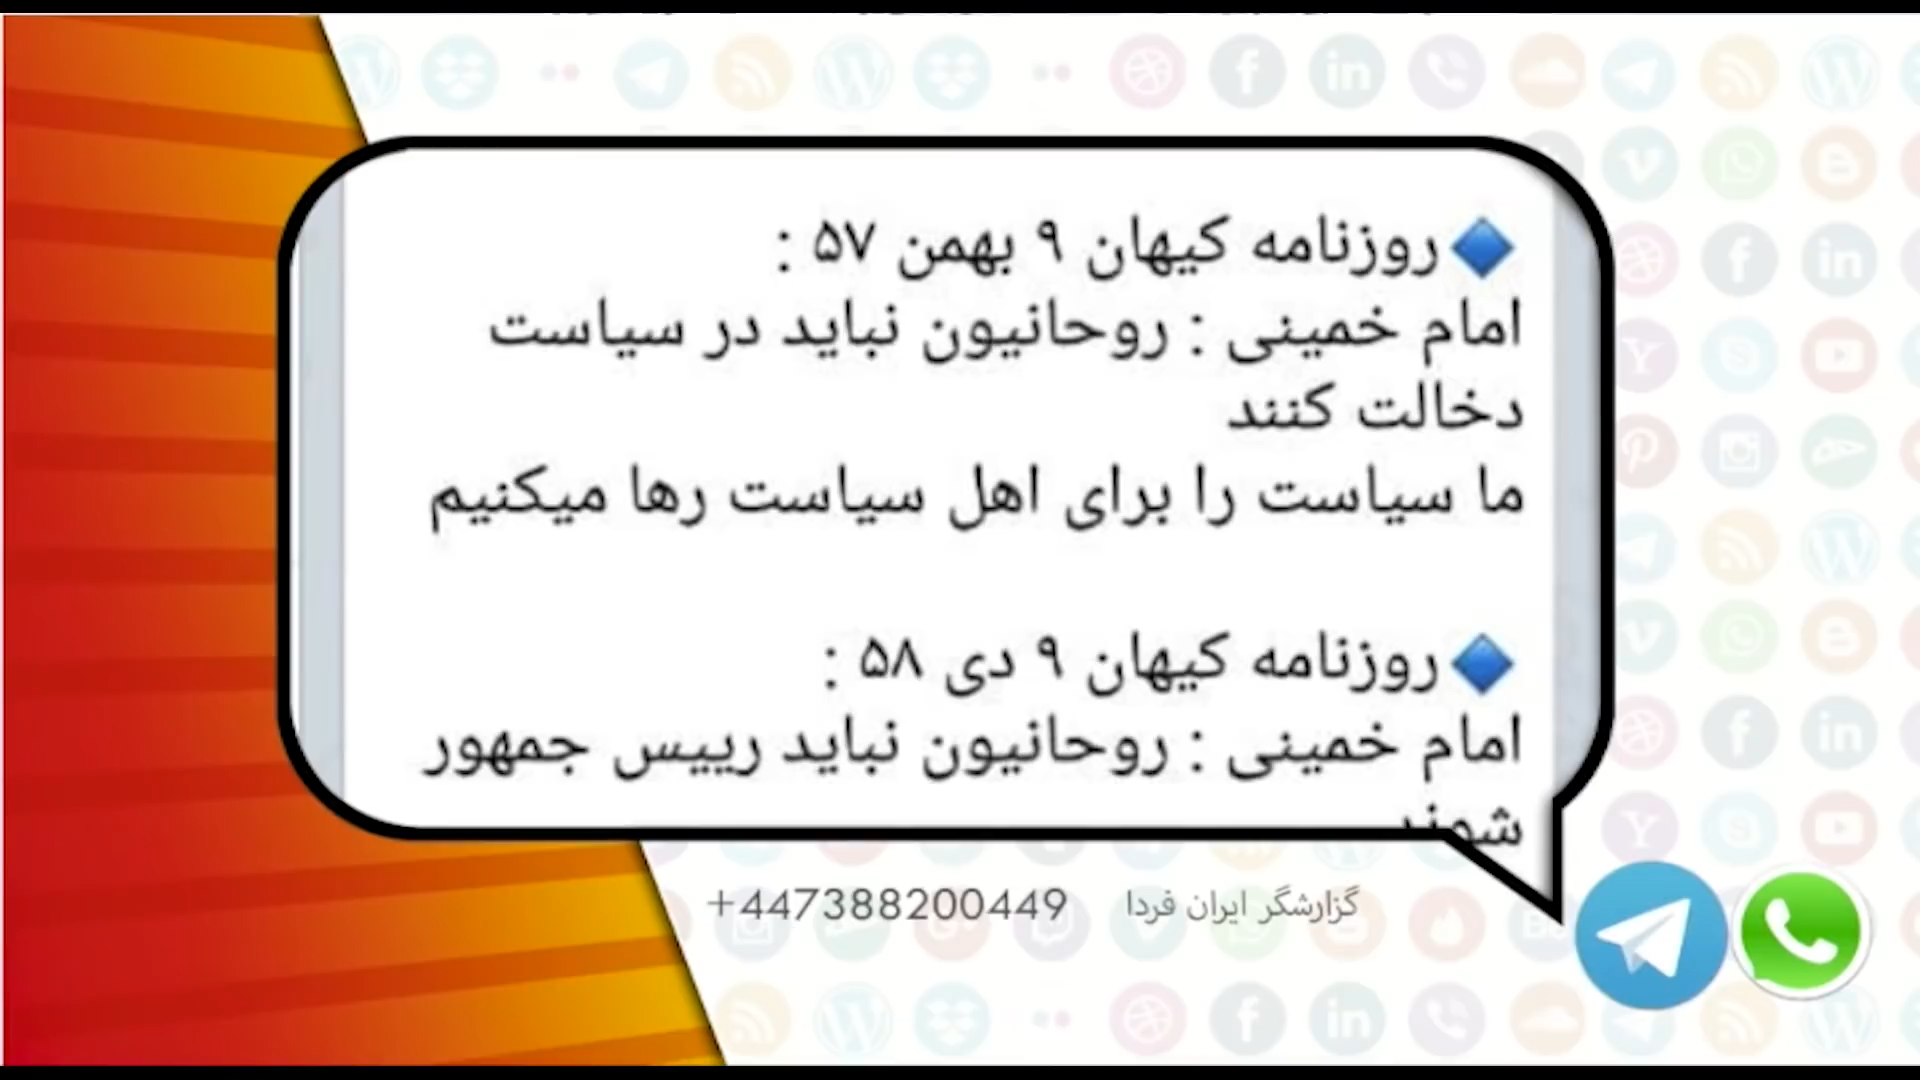 روزنامه کیهان ۹ بهمن ۵۷ :
امام خمینی : روحانیون نباید در سیاست
دخالت کنند
ما سیاست را برای اهل سیاست رها میکنیم
روزنامه کیهان ۹ دی ۵۸ :
امام خمینی : روحانیون نباید رییس جمهور
شوند
گزارشگر ایران فردا +447388200449